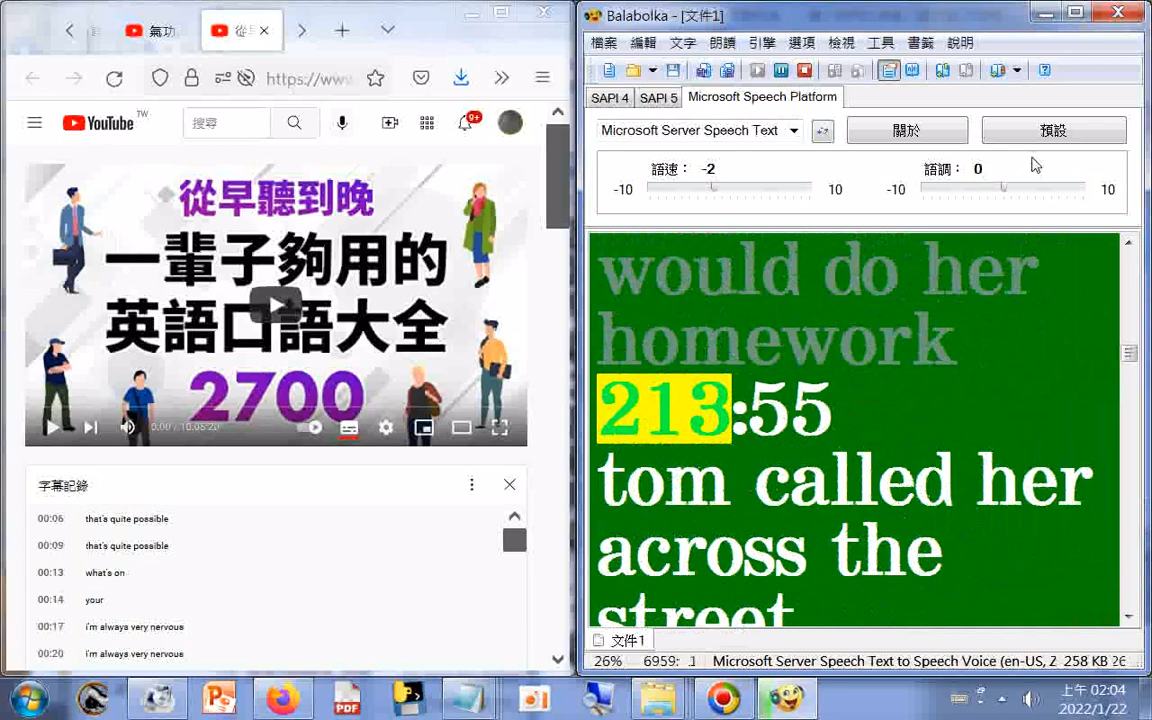 氣功
從
https://www
YouTube TW
搜尋
9+
從早聽到晚
一輩子夠用的
英語口語大全
2700
0:00 / 10:05:20
字幕記錄
00:06 that's quite possible
00:09 that's quite possible
00:13 what's on
00:14 your
00:17 i'm always very nervous
00:20 i'm always very nervous
Balabolka - [文件1]
檔案 編輯 文字 朗讀 引擎 選項 檢視 工具 書籤 說明
SAPI 4 SAPI 5 Microsoft Speech Platform
Microsoft Server Speech Text 關於 預設
語速： -2 語調： 0
-10 10 -10 10
would do her
homework
213:55
tom called her
across the
street
文件1
26% 6959: 1 Microsoft Server Speech Text to Speech Voice (en-US, Z 258 KB 26
PDF
上午 02:04
2022/1/22